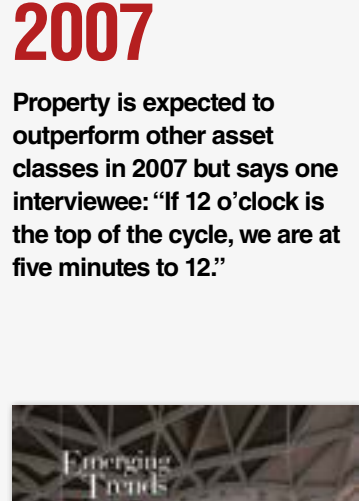 2007
Property is expected to
outperform other asset
classes in 2007 but says one
interviewee: “If 12 o’clock is
the top of the cycle, we are at
five minutes to 12.”
Emerging
Trends